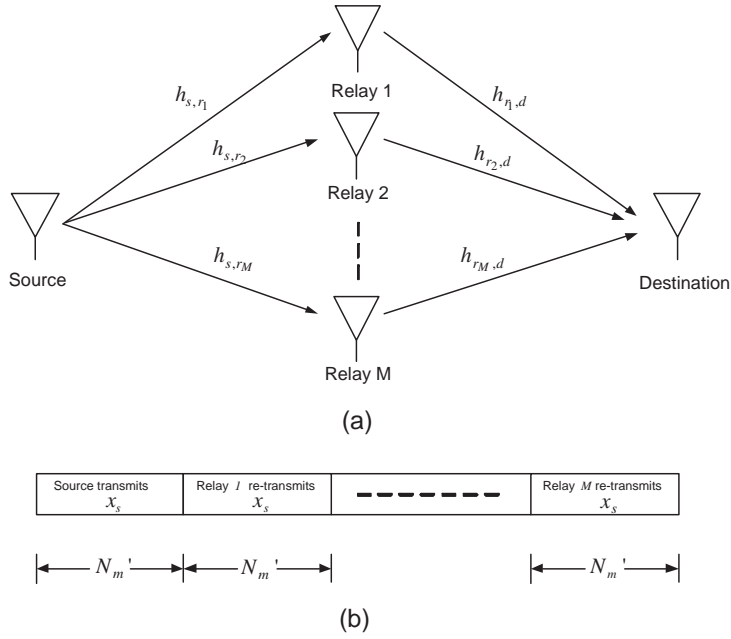 Relay 1
h_{s,r_1}
h_{r_1,d}
h_{s,r_2}
h_{r_2,d}
Relay 2
Source
h_{s,r_M}
h_{r_M,d}
Destination
Relay M
(a)
Source transmits
x_s
Relay 1 re-transmits
x_s
Relay M re-transmits
x_s
N_m'
N_m'
N_m'
(b)